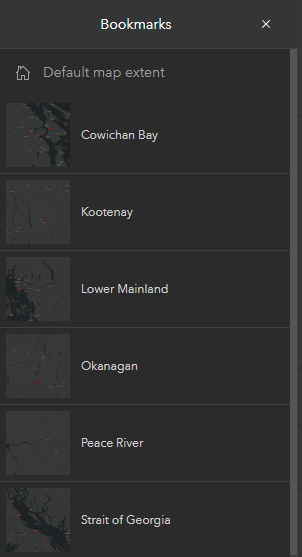 Bookmarks
Default map extent
Cowichan Bay
Kootenay
Lower Mainland
Okanagan
Peace River
Strait of Georgia